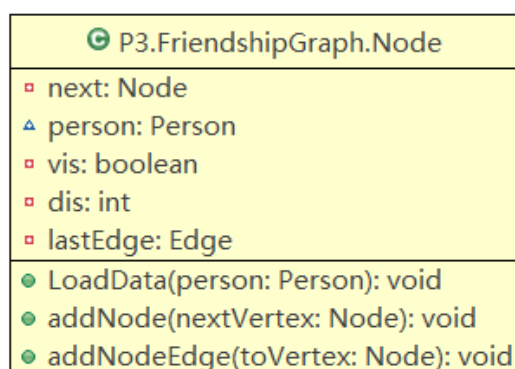 P3.FriendshipGraph.Node
next: Node
person: Person
vis: boolean
dis: int
lastEdge: Edge
LoadData(person: Person): void
addNode(nextVertex: Node): void
addNodeEdge(toVertex: Node): void